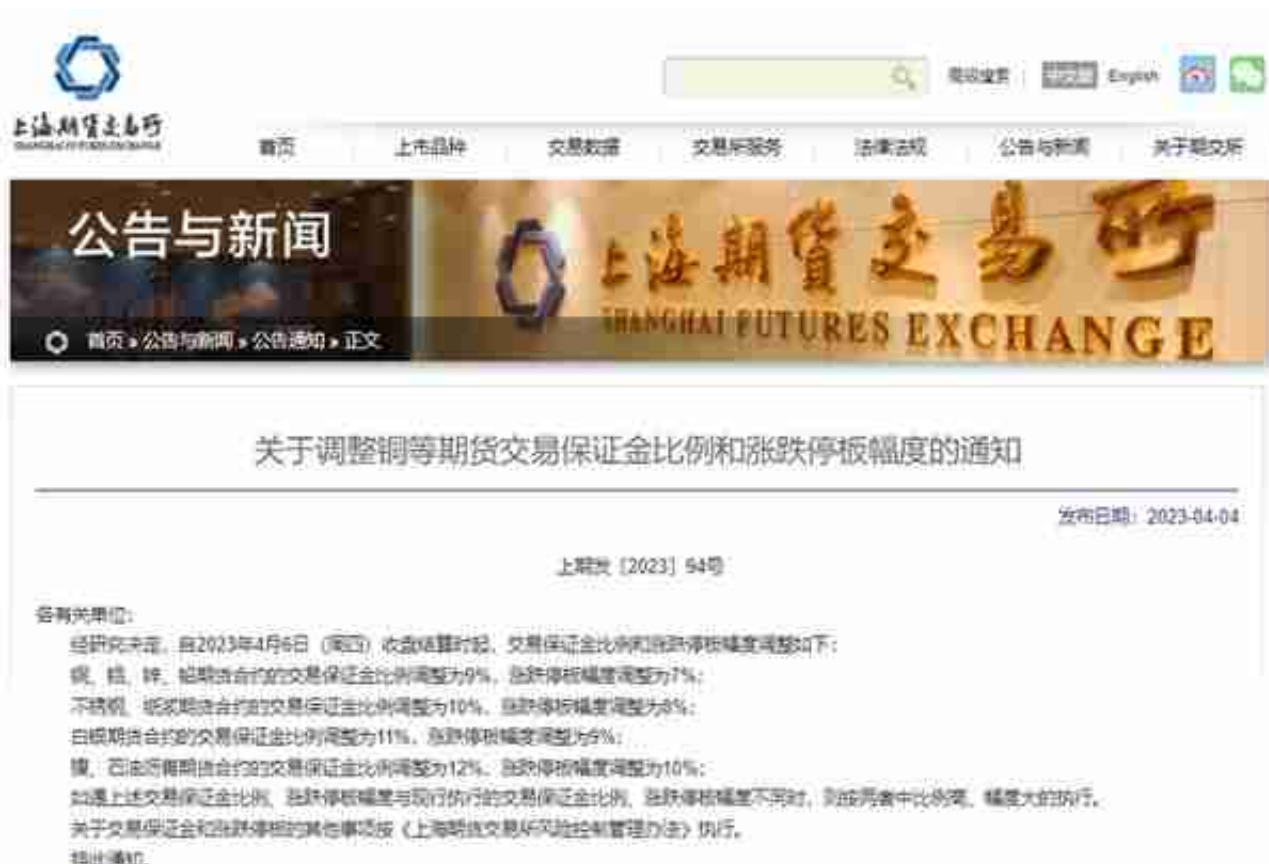 高级搜索 中文版 English
上海期货交易所
SHANGHAI FUTURES EXCHANGE
首页 上市品种 交易数据 交易所服务 法律法规 公告与新闻 关于期交所
公告与新闻
上海期货交易所
SHANGHAI FUTURES EXCHANGE
首页 » 公告与新闻 » 公告通知 » 正文
关于调整铜等期货交易保证金比例和涨跌停板幅度的通知
发布日期：2023-04-04
上期发〔2023〕94号
各有关单位：
经研究决定，自2023年4月6日（周四）收盘结算时起，交易保证金比例和涨跌停板幅度调整如下：
铜、铝、锌、铅期货合约的交易保证金比例调整为9%，涨跌停板幅度调整为7%；
不锈钢、纸浆期货合约的交易保证金比例调整为10%，涨跌停板幅度调整为8%；
白银期货合约的交易保证金比例调整为11%，涨跌停板幅度调整为9%；
镍、石油沥青期货合约的交易保证金比例调整为12%，涨跌停板幅度调整为10%；
如遇上述交易保证金比例、涨跌停板幅度与现行执行的交易保证金比例、涨跌停板幅度不同时，则按两者中比例高、幅度大的执行。
关于交易保证金和涨跌停板的其他事项按《上海期货交易所风险控制管理办法》执行。
特此通知。